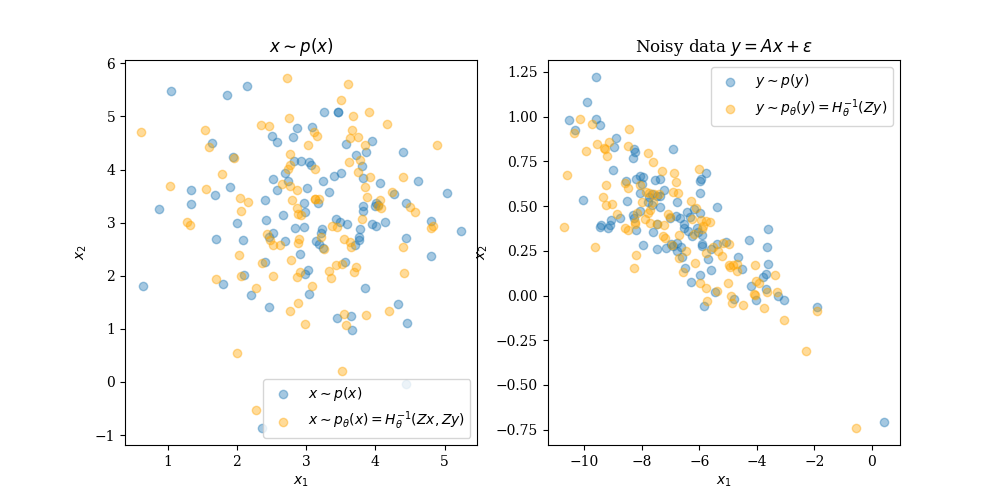 x ∼ p(x)
6
5
4
3
2
1
0
−1
x₂
1
2
3
4
5
x₁
x ∼ p(x)
x ∼ pθ(x) = Hθ⁻¹(Zx, Zy)
Noisy data y = Ax + ε
1.25
1.00
0.75
0.50
0.25
0.00
−0.25
−0.50
−0.75
x₂
−10
−8
−6
−4
−2
0
x₁
y ∼ p(y)
y ∼ pθ(y) = Hθ⁻¹(Zy)